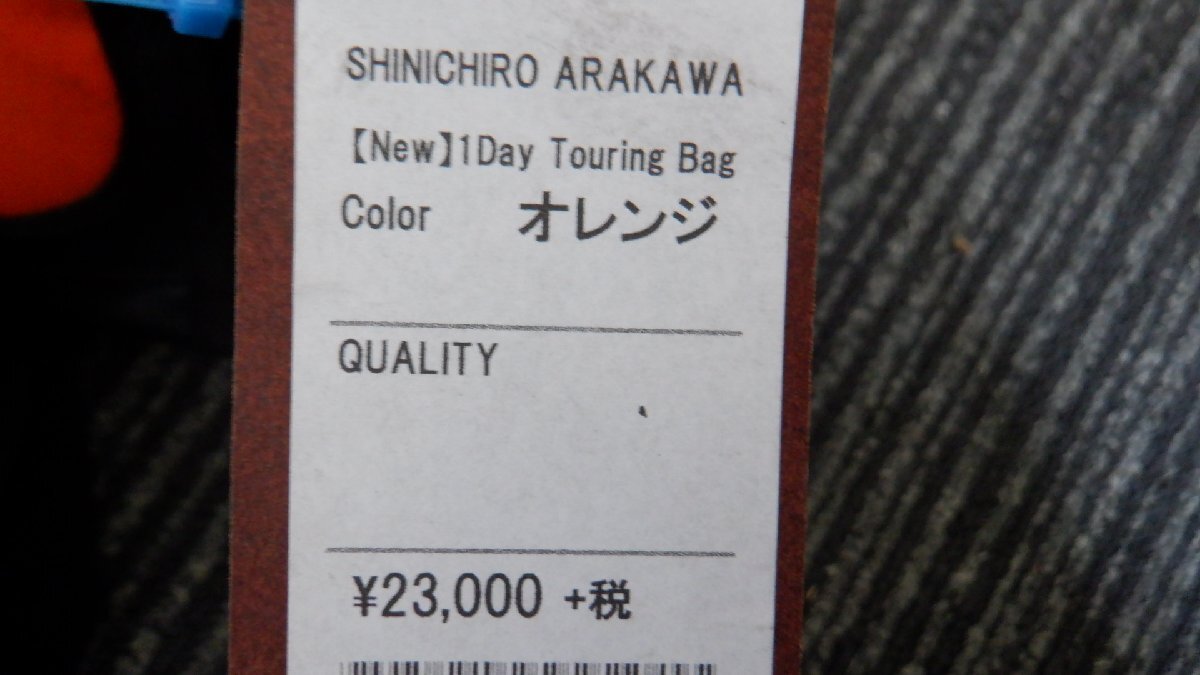 SHINICHIRO ARAKAWA
【New】1Day Touring Bag
Color オレンジ
QUALITY
¥23,000 +税